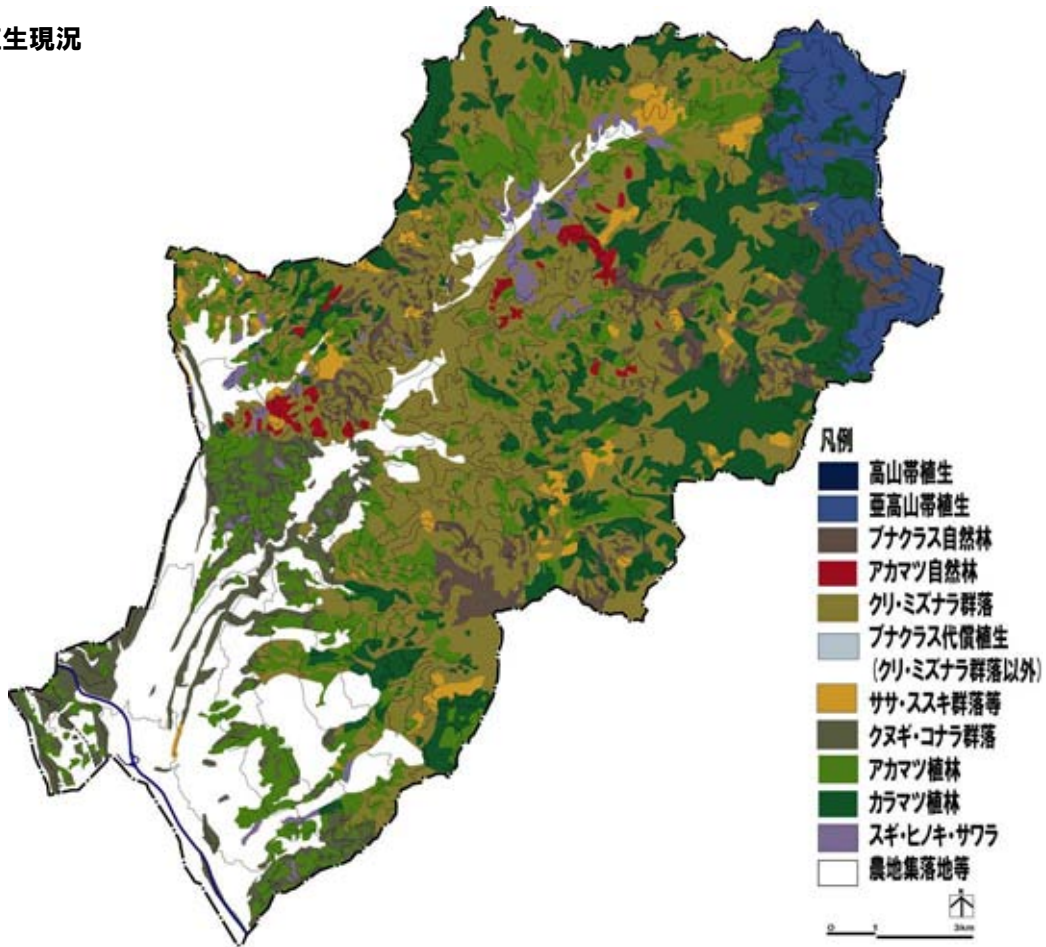 生現況
凡例
高山帯植生
亜高山帯植生
ブナクラス自然林
アカマツ自然林
クリ・ミズナラ群落
ブナクラス代償植生
(クリ・ミズナラ群落以外)
ササ・ススキ群落等
クヌギ・コナラ群落
アカマツ植林
カラマツ植林
スギ・ヒノキ・サワラ
農地集落地等
0 1 3km